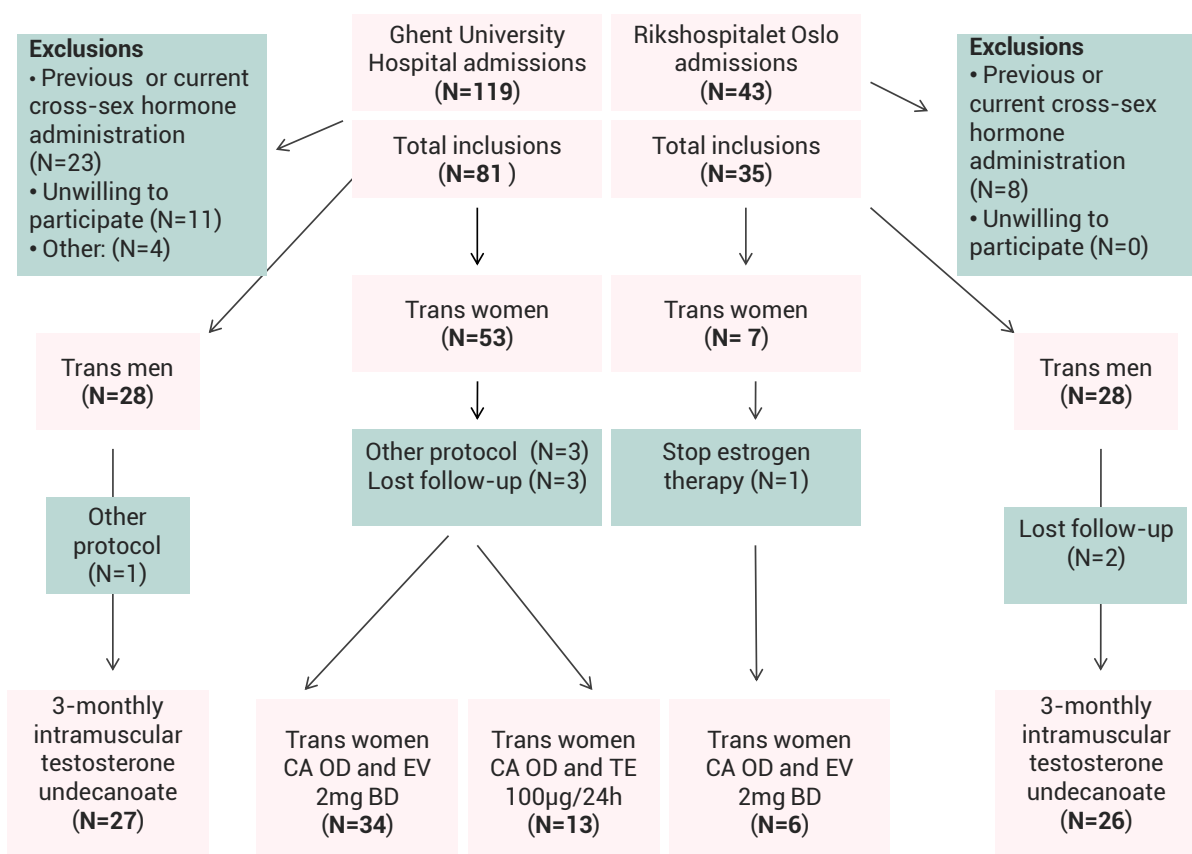 Exclusions
• Previous or current
cross-sex hormone
administration
(N=23)
• Unwilling to
participate (N=11)
• Other: (N=4)
Ghent University
Hospital admissions
(N=119)
Rikshospitalet Oslo
admissions
(N=43)
Exclusions
• Previous or
current cross-sex
hormone
administration
(N=8)
• Unwilling to
participate (N=0)
Total inclusions
(N=81 )
Total inclusions
(N=35)
Trans men
(N=28)
Trans women
(N=53)
Trans women
(N= 7)
Trans men
(N=28)
Other
protocol
(N=1)
Other protocol (N=3)
Lost follow-up (N=3)
Stop estrogen
therapy (N=1)
Lost follow-up
(N=2)
3-monthly
intramuscular
testosterone
undecanoate
(N=27)
Trans women
CA OD and EV
2mg BD
(N=34)
Trans women
CA OD and TE
100µg/24h
(N=13)
Trans women
CA OD and EV
2mg BD
(N=6)
3-monthly
intramuscular
testosterone
undecanoate
(N=26)